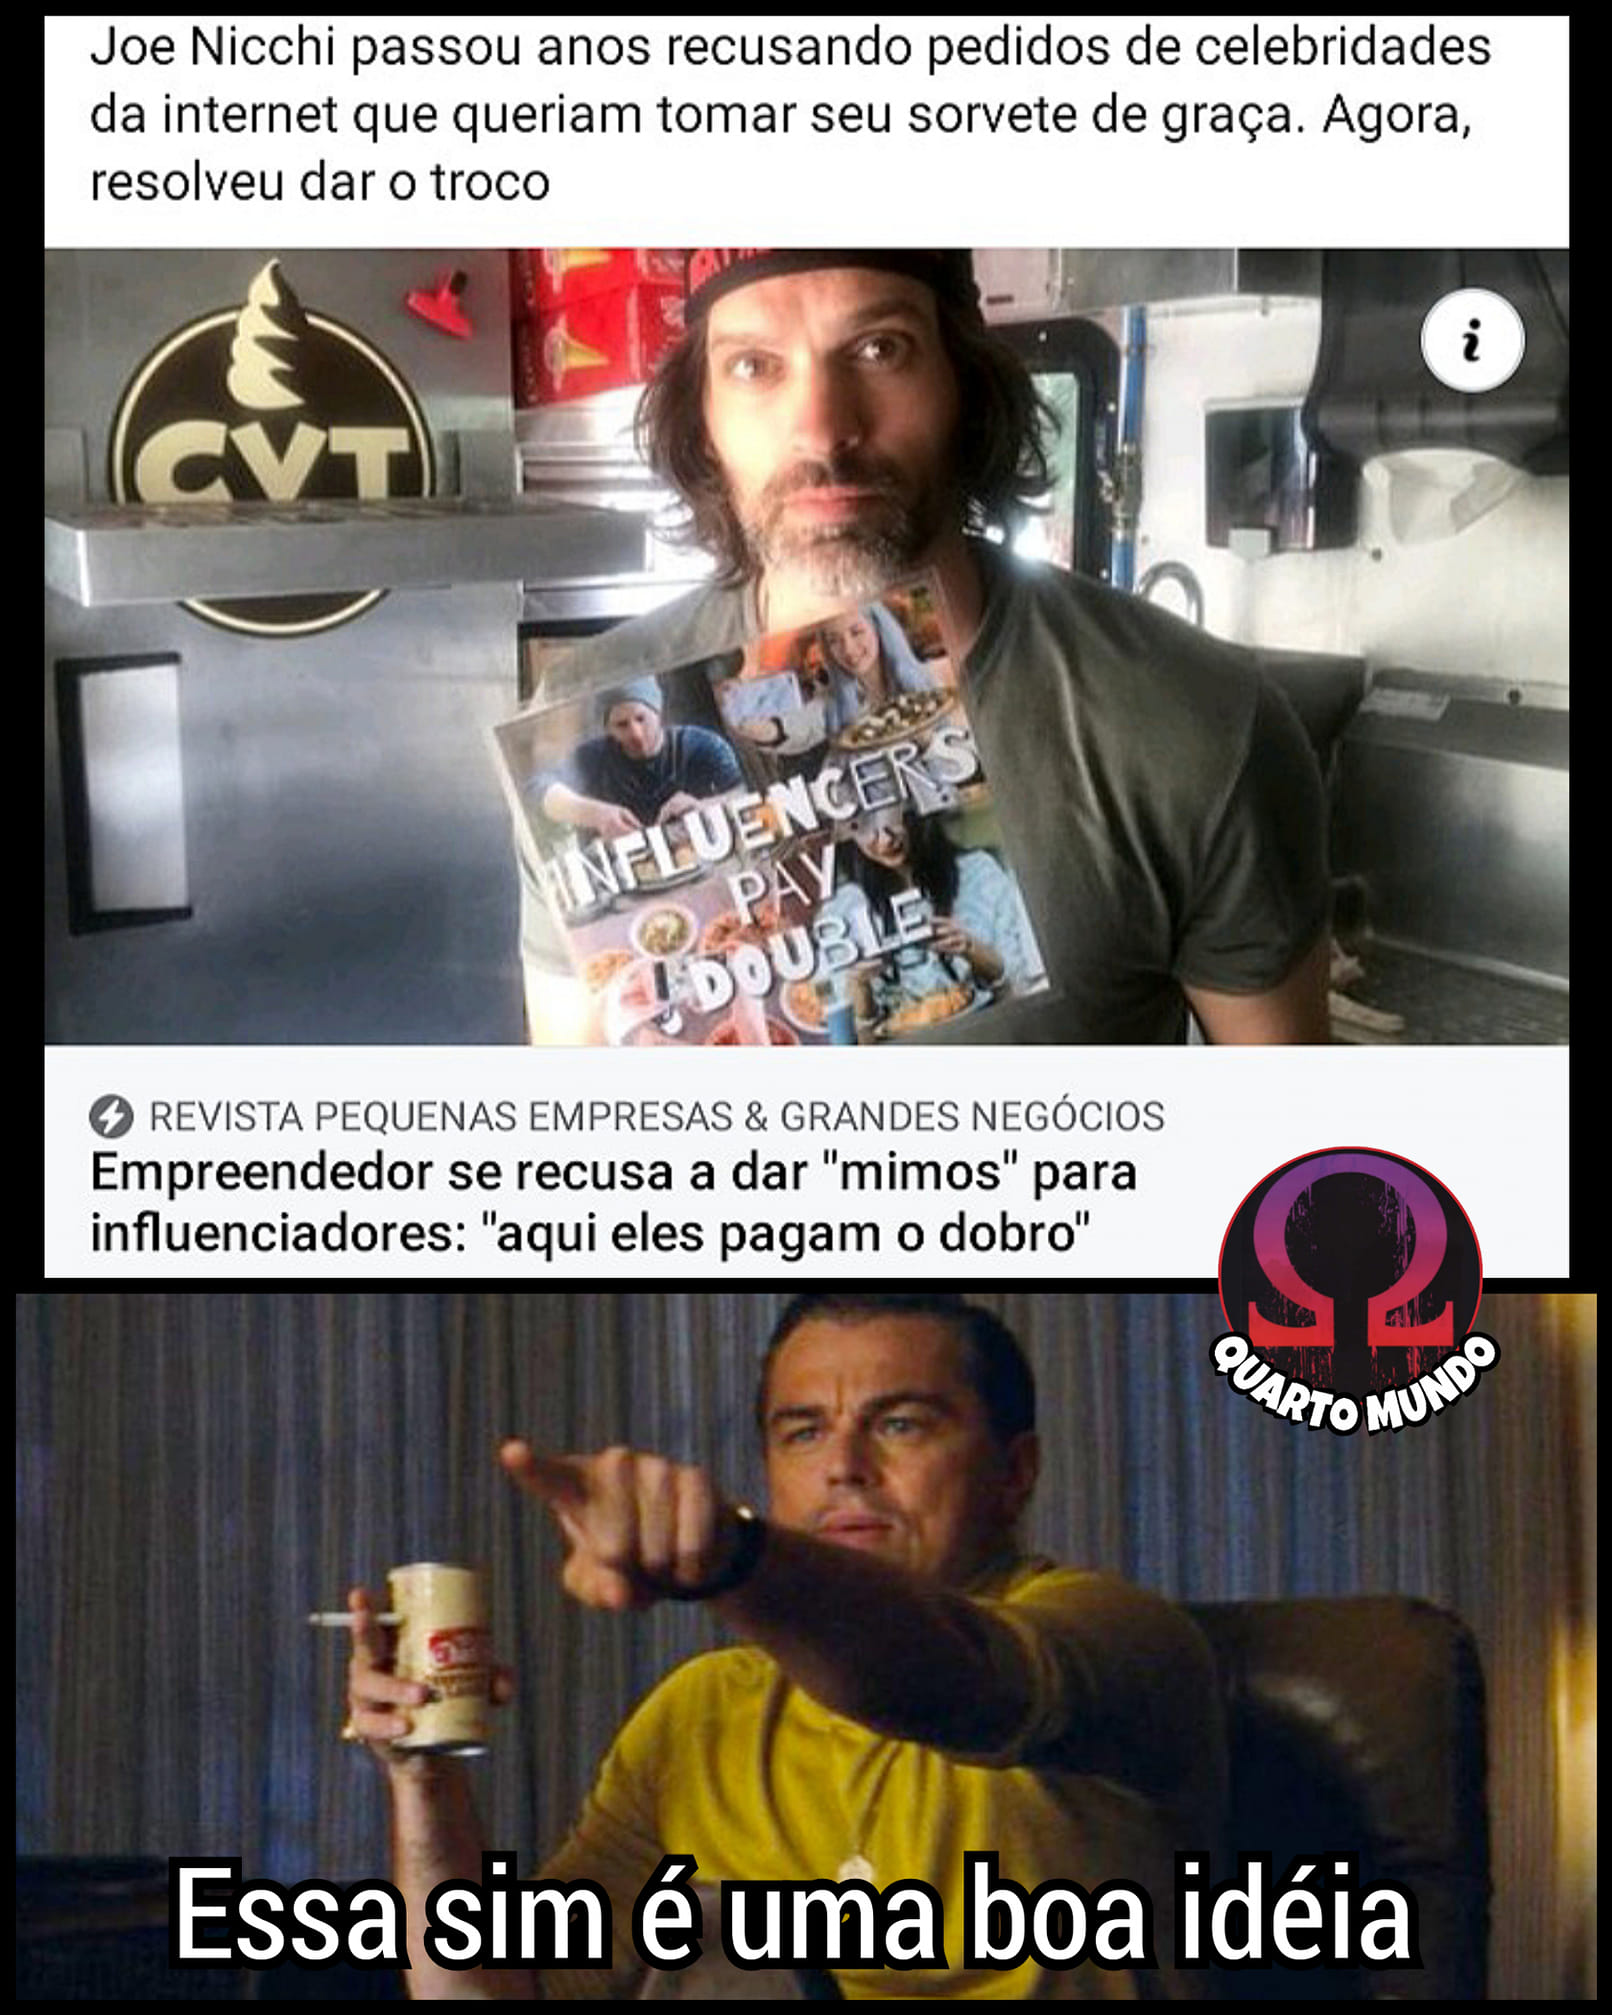 Joe Nicchi passou anos recusando pedidos de celebridades
da internet que queriam tomar seu sorvete de graça. Agora,
resolveu dar o troco
CVT
i
INFLUENCERS
PAY
DOUBLE
REVISTA PEQUENAS EMPRESAS & GRANDES NEGÓCIOS
Empreendedor se recusa a dar "mimos" para
influenciadores: "aqui eles pagam o dobro"
QUARTO MUNDO
Essa sim é uma boa idéia